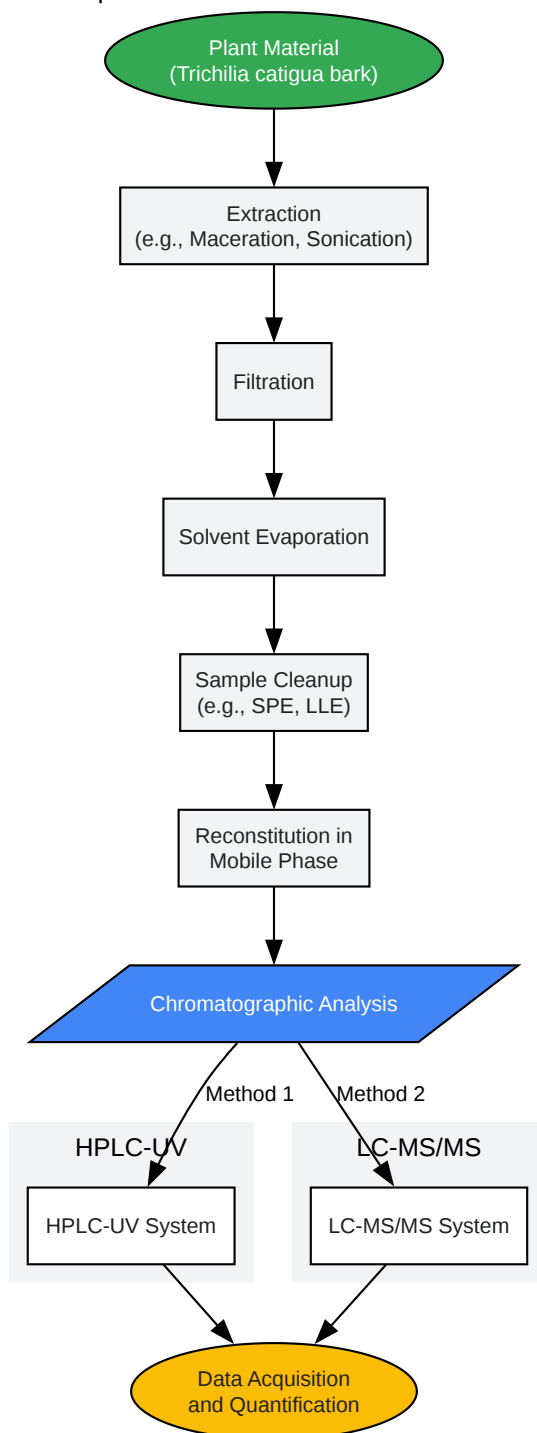 Plant Material
(Trichilia catigua bark)
Extraction
(e.g., Maceration, Sonication)
Filtration
Solvent Evaporation
Sample Cleanup
(e.g., SPE, LLE)
Reconstitution in
Mobile Phase
Chromatographic Analysis
Method 1
Method 2
HPLC-UV
LC-MS/MS
HPLC-UV System
LC-MS/MS System
Data Acquisition
and Quantification